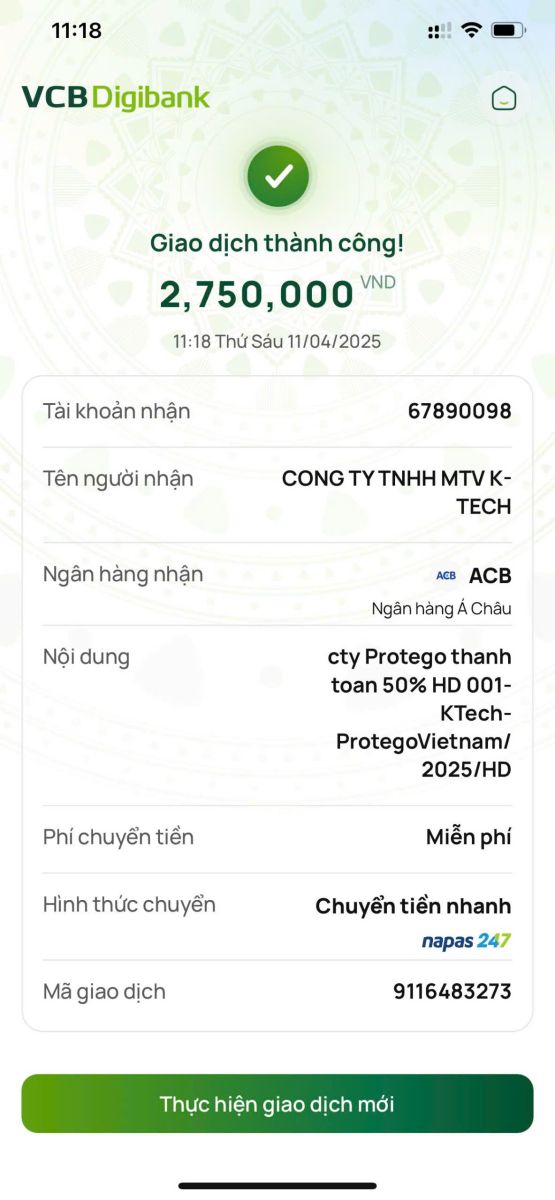 11:18
VCB Digibank
Giao dịch thành công!
2,750,000 VND
11:18 Thứ Sáu 11/04/2025
Tài khoản nhận 67890098
Tên người nhận CONG TY TNHH MTV K-
TECH
Ngân hàng nhận ACB ACB
Ngân hàng Á Châu
Nội dung cty Protego thanh
toan 50% HD 001-
KTech-
ProtegoVietnam/
2025/HD
Phí chuyển tiền Miễn phí
Hình thức chuyển Chuyển tiền nhanh
napas 247
Mã giao dịch 9116483273
Thực hiện giao dịch mới